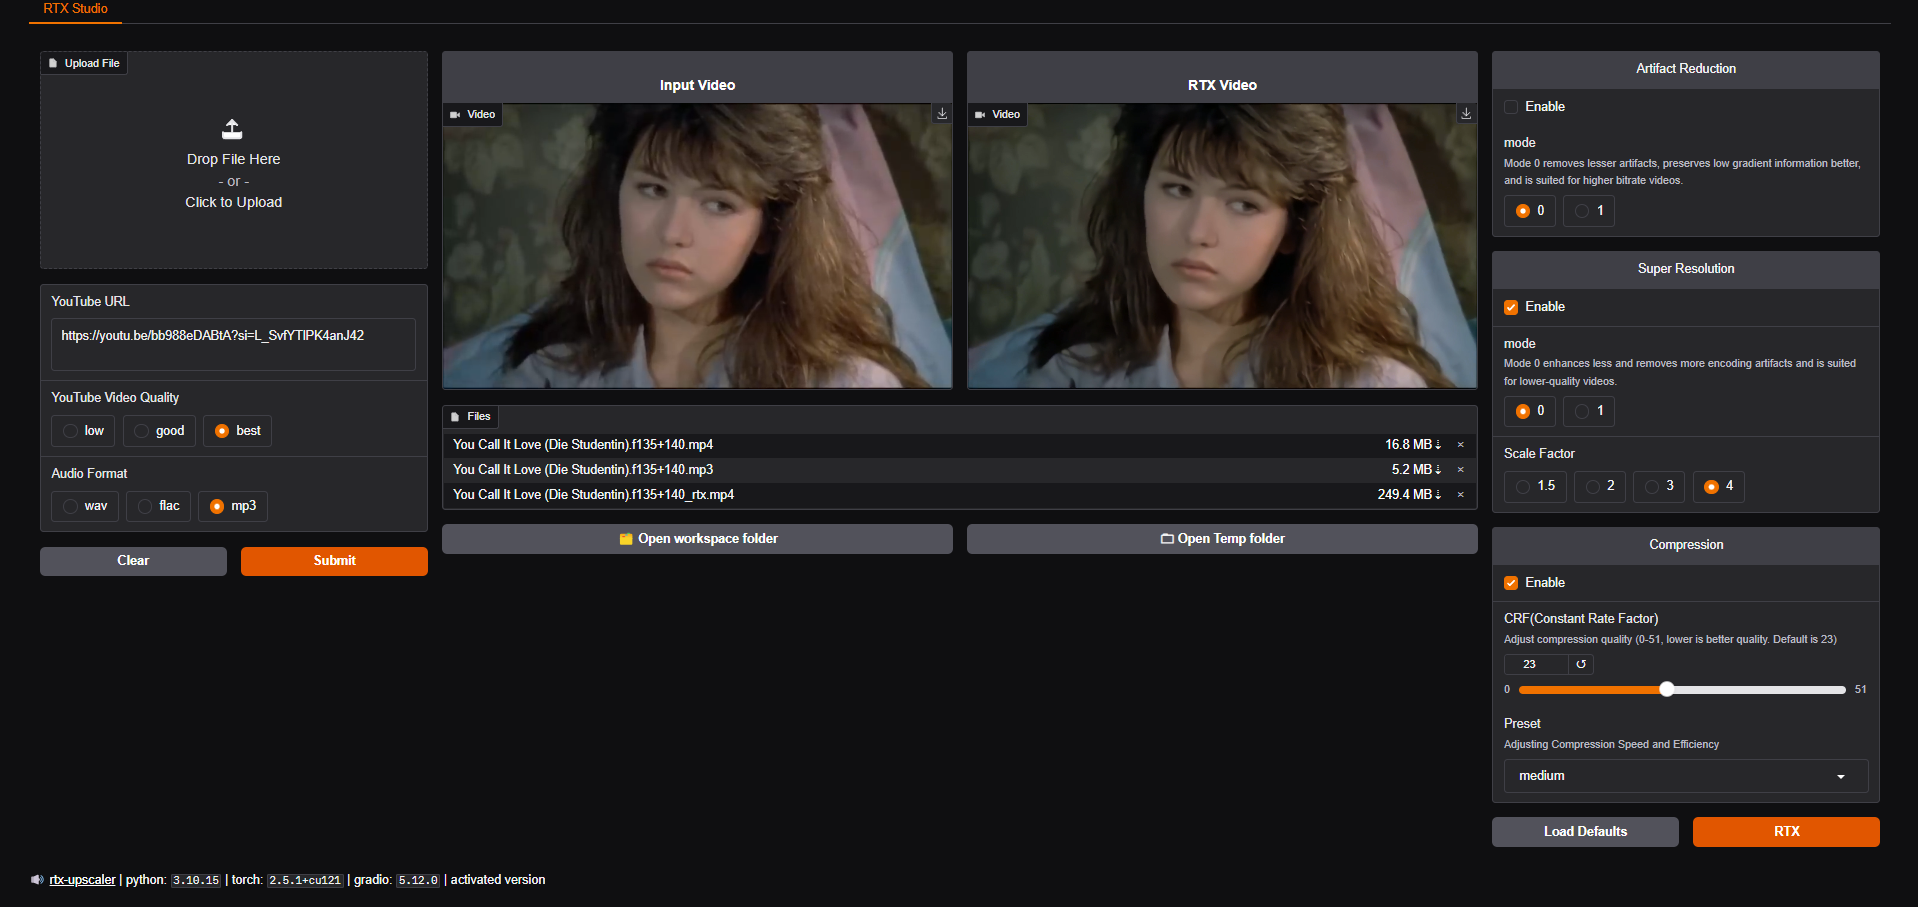 RTX Studio
Upload File
Drop File Here
- or -
Click to Upload
YouTube URL
https://youtu.be/bb988eDABtA?si=L_SvfYTlPK4anJ42
YouTube Video Quality
low
good
best
Audio Format
wav
flac
mp3
Clear
Submit
Input Video
Video
RTX Video
Video
Files
You Call It Love (Die Studentin).f135+140.mp4
16.8 MB⇣
×
You Call It Love (Die Studentin).f135+140.mp3
5.2 MB⇣
×
You Call It Love (Die Studentin).f135+140_rtx.mp4
249.4 MB⇣
×
Open workspace folder
Open Temp folder
Artifact Reduction
Enable
mode
Mode 0 removes lesser artifacts, preserves low gradient information better,
and is suited for higher bitrate videos.
0
1
Super Resolution
Enable
mode
Mode 0 enhances less and removes more encoding artifacts and is suited
for lower-quality videos.
0
1
Scale Factor
1.5
2
3
4
Compression
Enable
CRF(Constant Rate Factor)
Adjust compression quality (0-51, lower is better quality. Default is 23)
23
↺
0
51
Preset
Adjusting Compression Speed and Efficiency
medium
Load Defaults
RTX
rtx-upscaler | python: 3.10.15 | torch: 2.5.1+cu121 | gradio: 5.12.0 | activated version